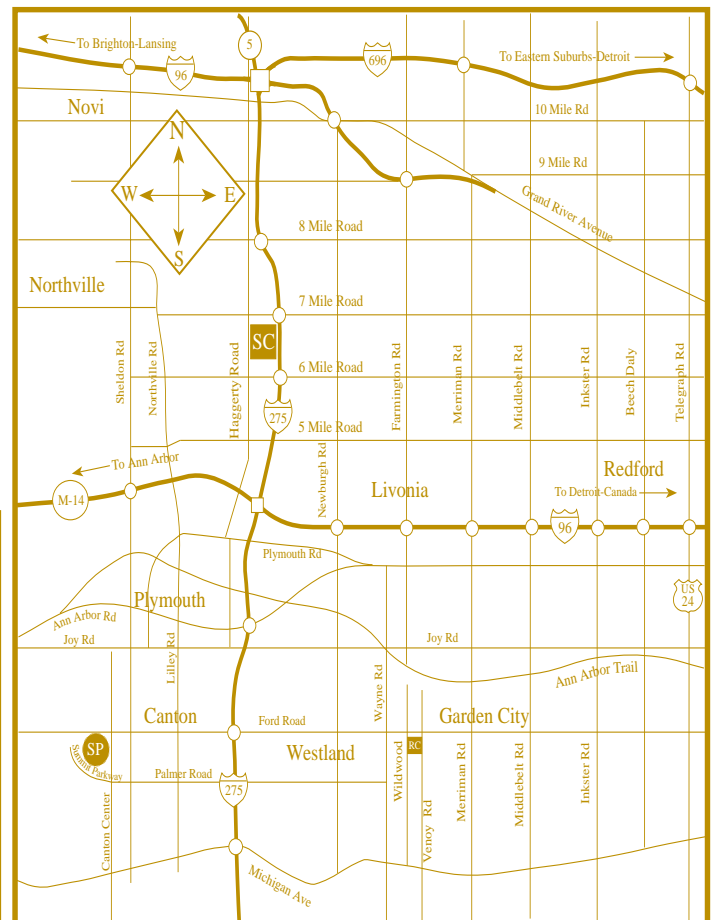 To Brighton-Lansing
5
96
696
To Eastern Suburbs-Detroit
Novi
10 Mile Rd
N
W
E
S
9 Mile Rd
Grand River Avenue
8 Mile Road
Northville
7 Mile Road
SC
6 Mile Road
Sheldon Rd
Northville Rd
Haggerty Road
Farmington Rd
Merriman Rd
Middlebelt Rd
Inkster Rd
Beech Daly
Telegraph Rd
275
5 Mile Road
To Ann Arbor
Newburgh Rd
Livonia
Redford
M-14
To Detroit-Canada
96
Plymouth Rd
Plymouth
US
24
Ann Arbor Rd
Joy Rd
Joy Rd
Lilley Rd
Ann Arbor Trail
Wayne Rd
Canton
Ford Road
Garden City
SP
Summit Parkway
Westland
Wildwood
RC
Palmer Road
275
Canton Center
Venoy Rd
Merriman Rd
Middlebelt Rd
Inkster Rd
Michigan Ave